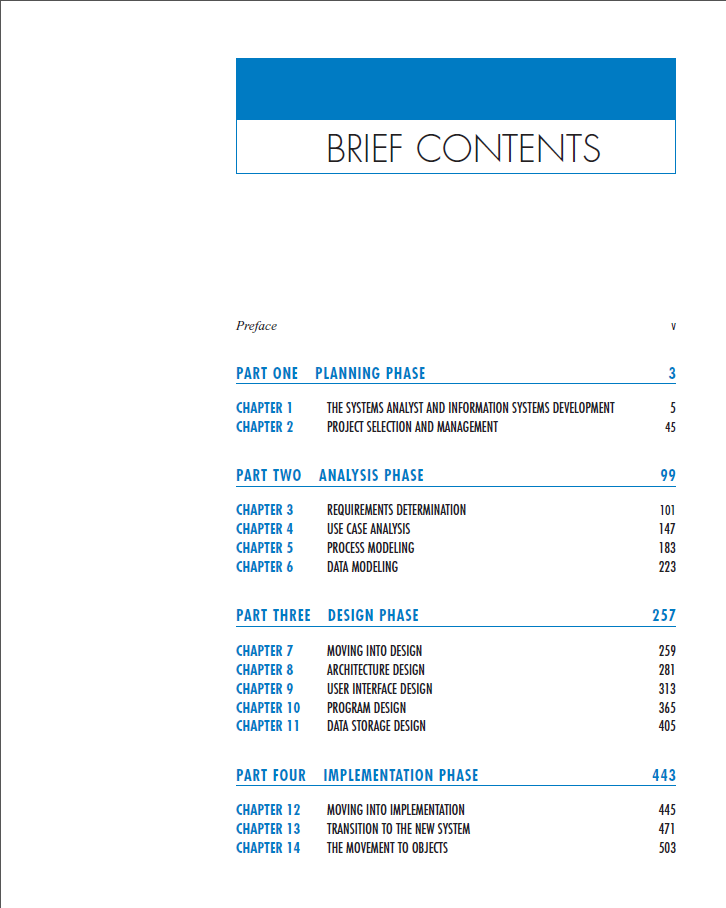 BRIEF CONTENTS
Preface v
PART ONE PLANNING PHASE 3
CHAPTER 1 THE SYSTEMS ANALYST AND INFORMATION SYSTEMS DEVELOPMENT 5
CHAPTER 2 PROJECT SELECTION AND MANAGEMENT 45
PART TWO ANALYSIS PHASE 99
CHAPTER 3 REQUIREMENTS DETERMINATION 101
CHAPTER 4 USE CASE ANALYSIS 147
CHAPTER 5 PROCESS MODELING 183
CHAPTER 6 DATA MODELING 223
PART THREE DESIGN PHASE 257
CHAPTER 7 MOVING INTO DESIGN 259
CHAPTER 8 ARCHITECTURE DESIGN 281
CHAPTER 9 USER INTERFACE DESIGN 313
CHAPTER 10 PROGRAM DESIGN 365
CHAPTER 11 DATA STORAGE DESIGN 405
PART FOUR IMPLEMENTATION PHASE 443
CHAPTER 12 MOVING INTO IMPLEMENTATION 445
CHAPTER 13 TRANSITION TO THE NEW SYSTEM 471
CHAPTER 14 THE MOVEMENT TO OBJECTS 503